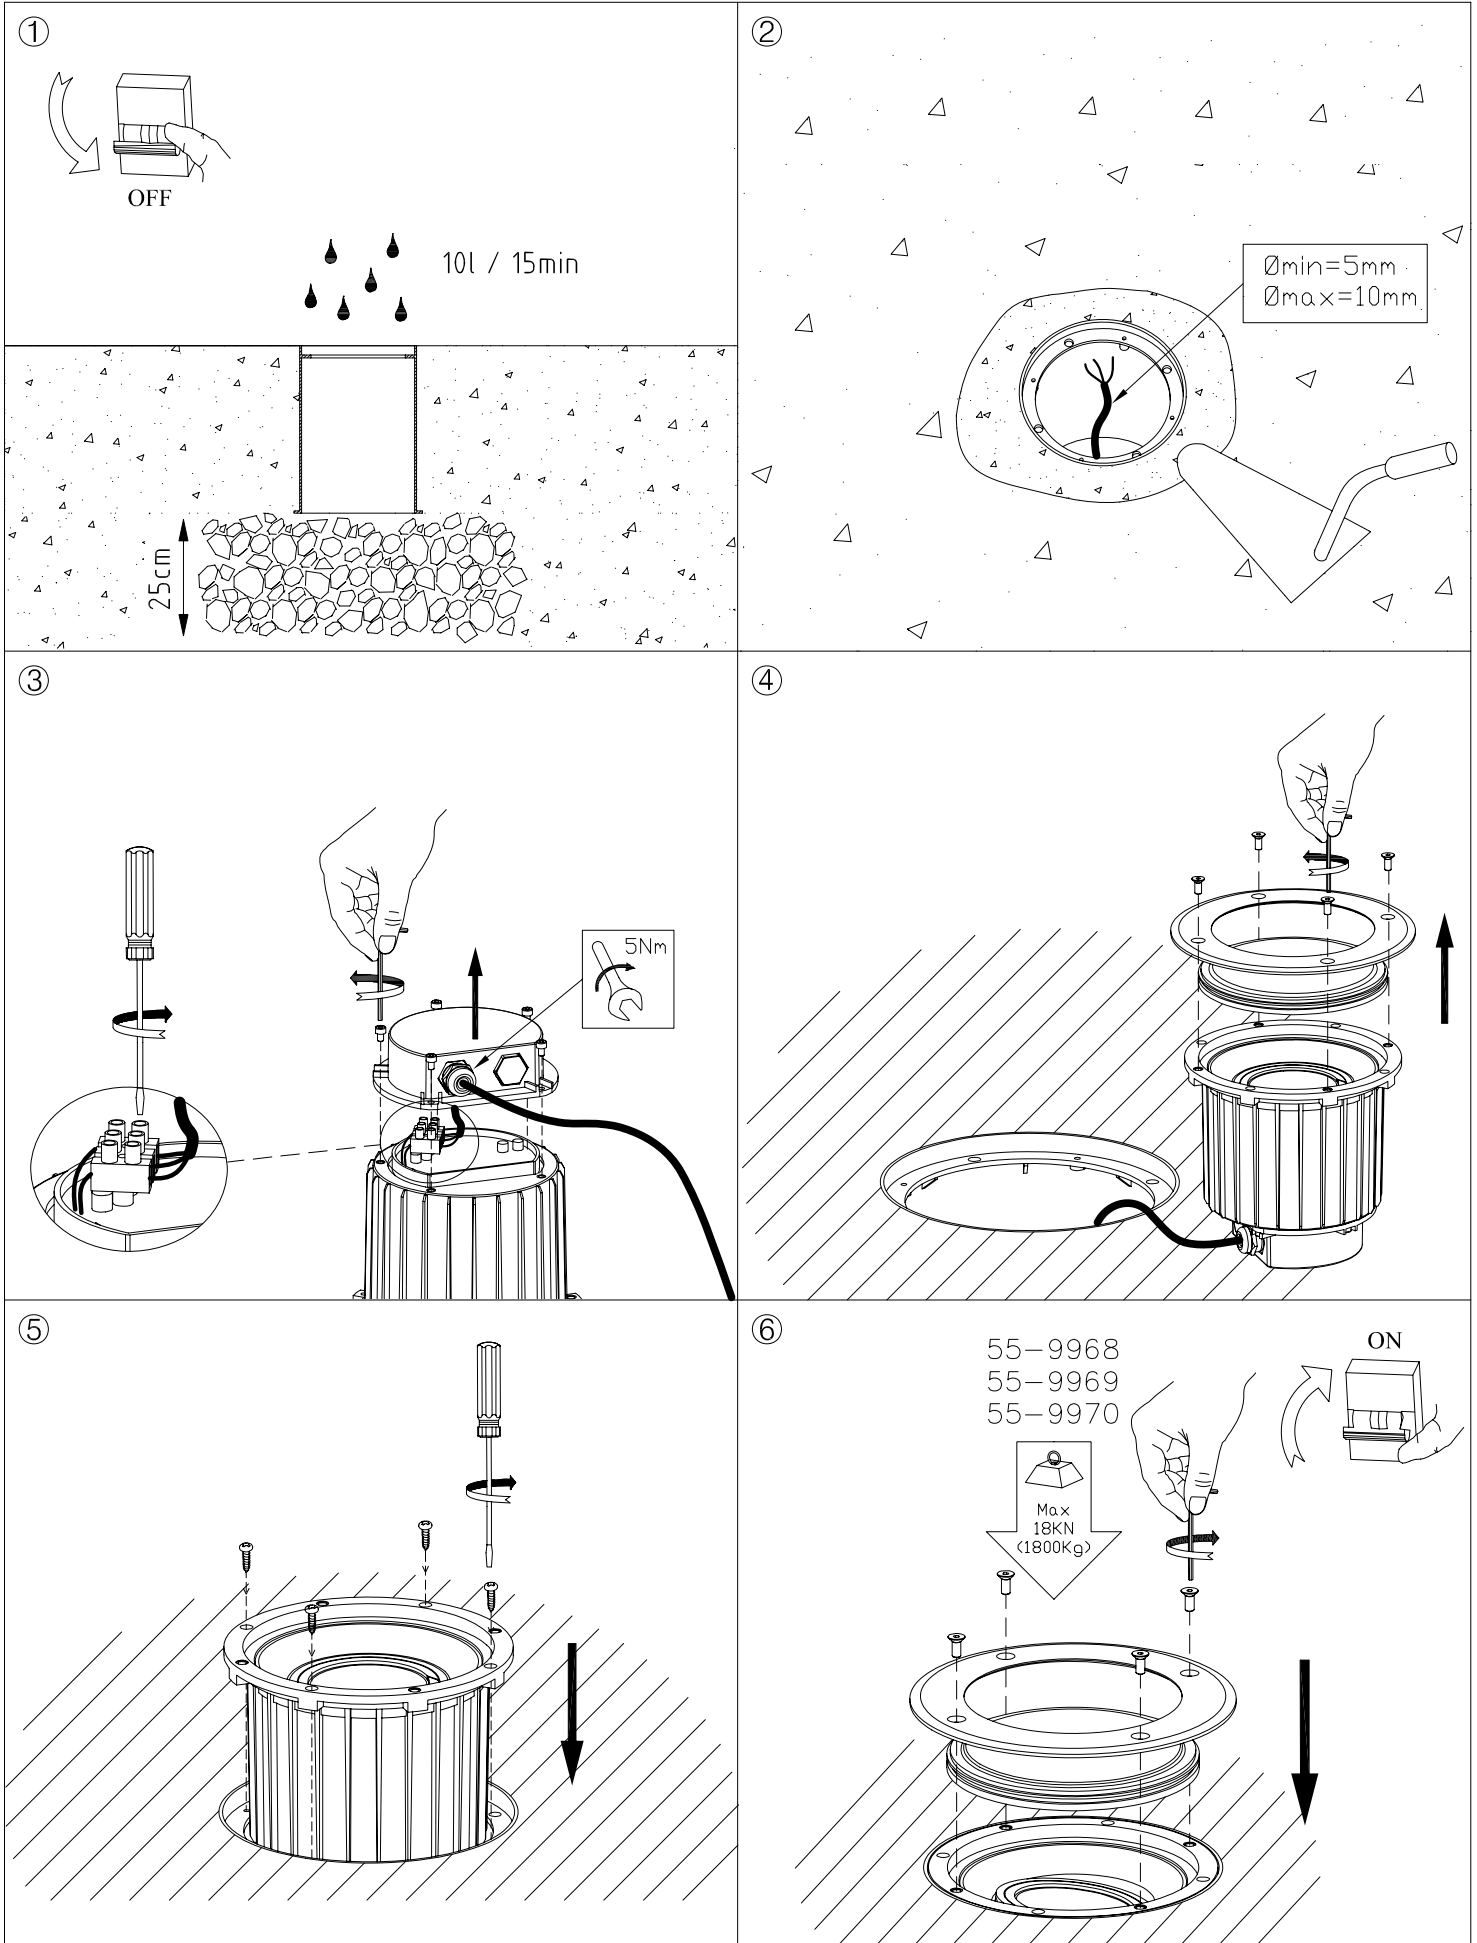 ①
OFF
10l / 15min
25cm
②
Ømin=5mm
Ømax=10mm
③
5Nm
④
⑤
⑥
55-9968
55-9969
55-9970
ON
Max
18KN
(1800Kg)